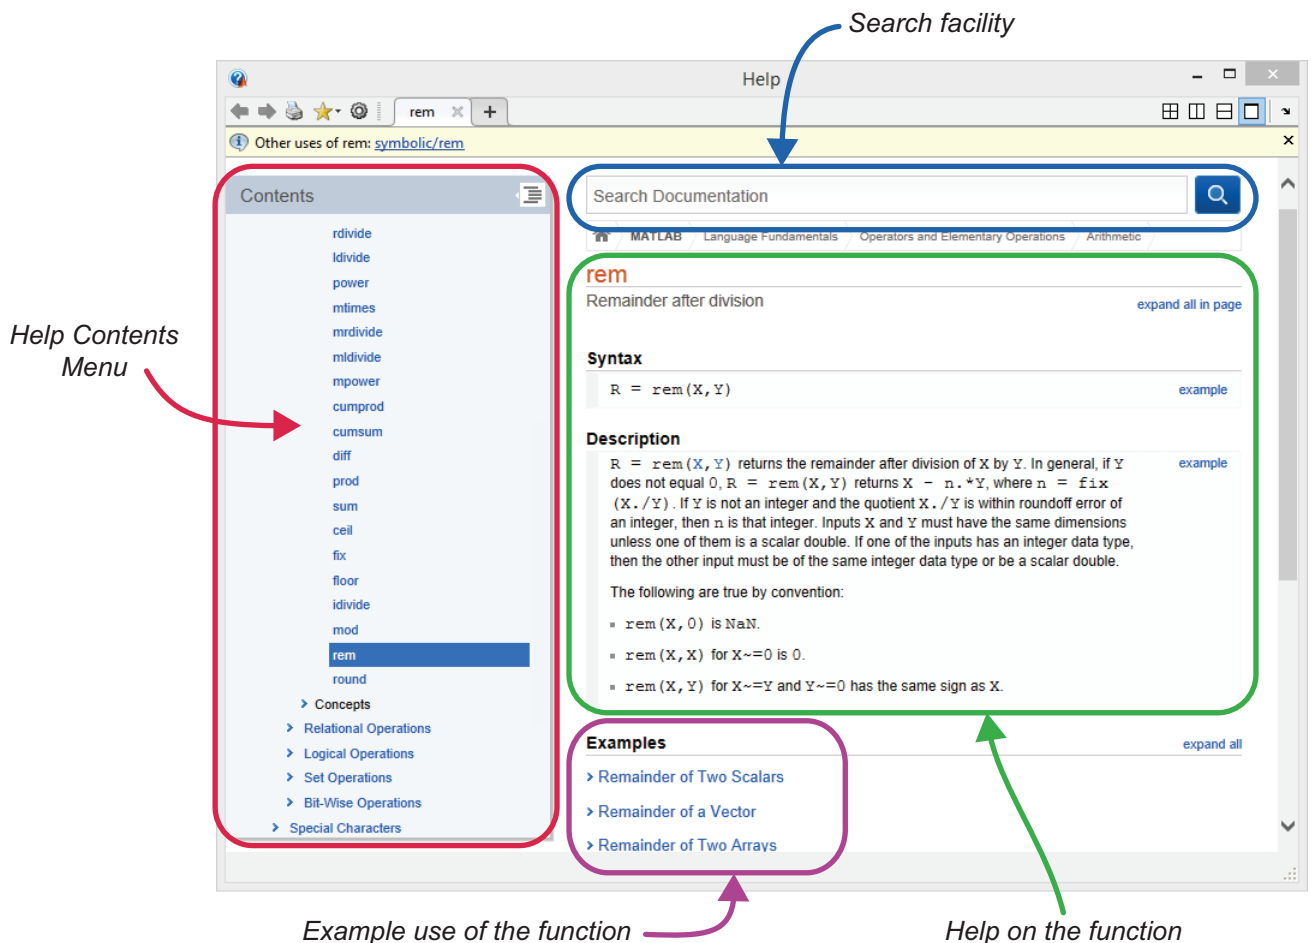 Search facility
Help
rem
+
Other uses of rem: symbolic/rem
Contents
rdivide
ldivide
power
mtimes
mrdivide
mldivide
mpower
cumprod
cumsum
diff
prod
sum
ceil
fix
floor
idivide
mod
rem
round
Concepts
Relational Operations
Logical Operations
Set Operations
Bit-Wise Operations
Special Characters
Help Contents
Menu
Search Documentation
MATLAB Language Fundamentals Operators and Elementary Operations Arithmetic
rem
Remainder after division
expand all in page
Syntax
R = rem(X,Y)
example
Description
R = rem(X,Y) returns the remainder after division of X by Y. In general, if Y
example
does not equal 0, R = rem(X,Y) returns X - n.*Y, where n = fix
(X./Y). If Y is not an integer and the quotient X./Y is within roundoff error of
an integer, then n is that integer. Inputs X and Y must have the same dimensions
unless one of them is a scalar double. If one of the inputs has an integer data type,
then the other input must be of the same integer data type or be a scalar double.
The following are true by convention:
rem(X,0) is NaN.
rem(X,X) for X~=0 is 0.
rem(X,Y) for X~=Y and Y~=0 has the same sign as X.
Examples
expand all
Remainder of Two Scalars
Remainder of a Vector
Remainder of Two Arrays
Example use of the function
Help on the function